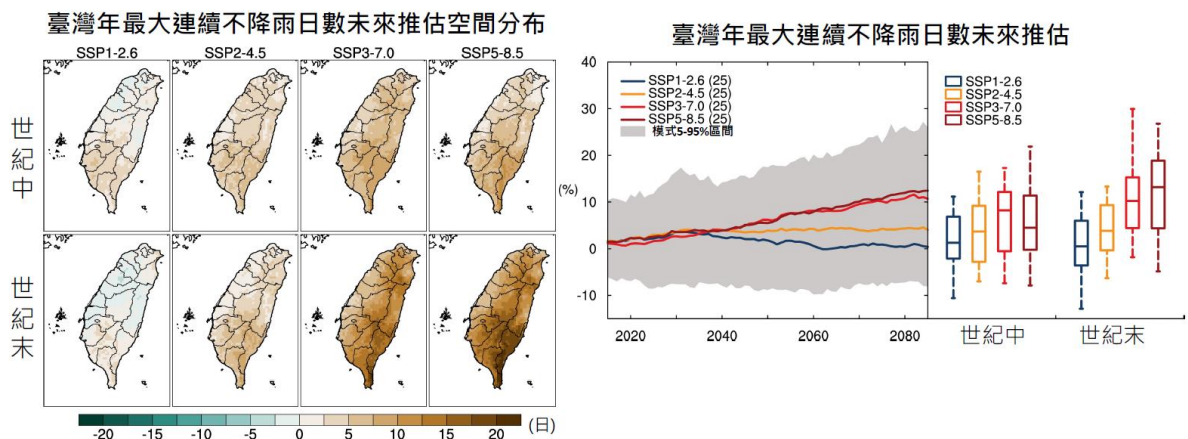 臺灣年最大連續不降雨日數未來推估空間分布
SSP1-2.6 SSP2-4.5 SSP3-7.0 SSP5-8.5
世紀中
世紀末
-20 -15 -10 -5 0 5 10 15 20 (日)
臺灣年最大連續不降雨日數未來推估
40
30
20
10
0
-10
(%)
SSP1-2.6 (25)
SSP2-4.5 (25)
SSP3-7.0 (25)
SSP5-8.5 (25)
模式5-95%區間
2020 2040 2060 2080
SSP1-2.6
SSP2-4.5
SSP3-7.0
SSP5-8.5
世紀中 世紀末